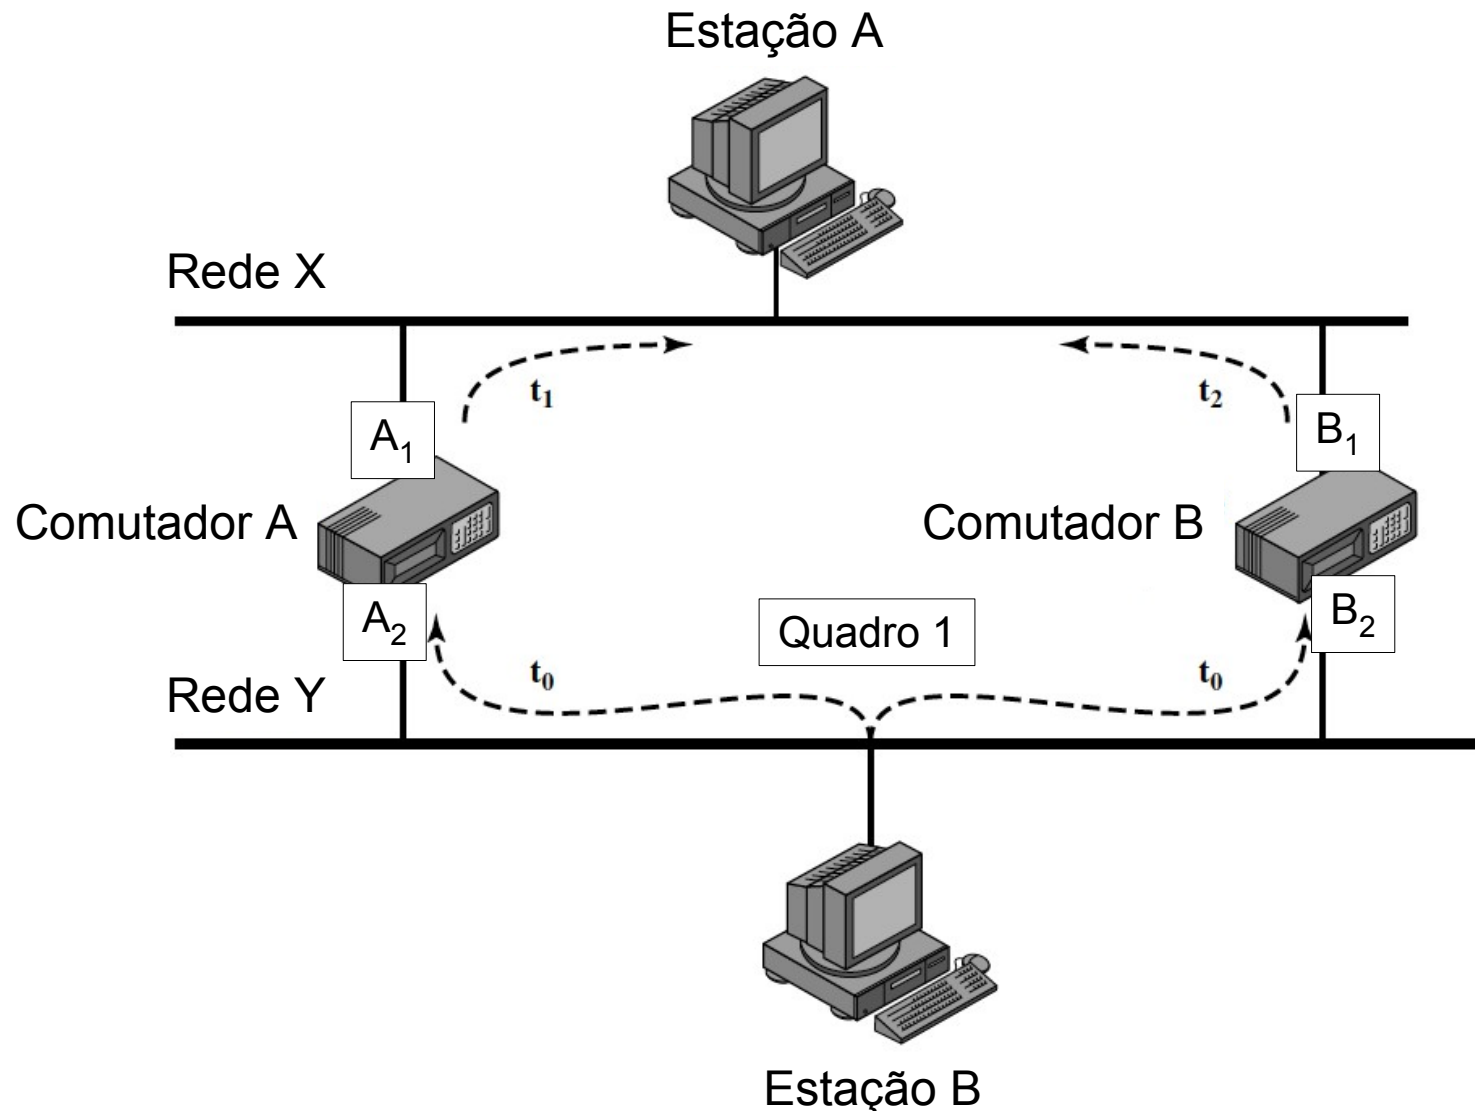 Estação A
Rede X
t1
t2
A1
B1
Comutador A
Comutador B
A2
Quadro 1
B2
t0
t0
Rede Y
Estação B